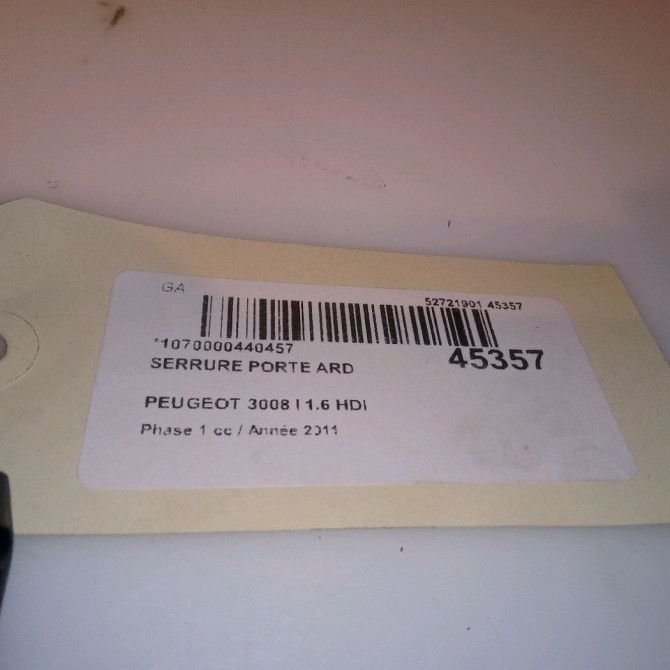 GA
52721901 45357
*1070000440457
45357
SERRURE PORTE ARD
PEUGEOT 3008 I 1.6 HDI
Phase 1 cc / Année 2011